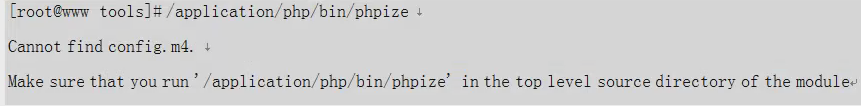 [root@www tools]# /application/php/bin/phpize ↓
Cannot find config.m4. ↓
Make sure that you run '/application/php/bin/phpize' in the top level source directory of the module↵